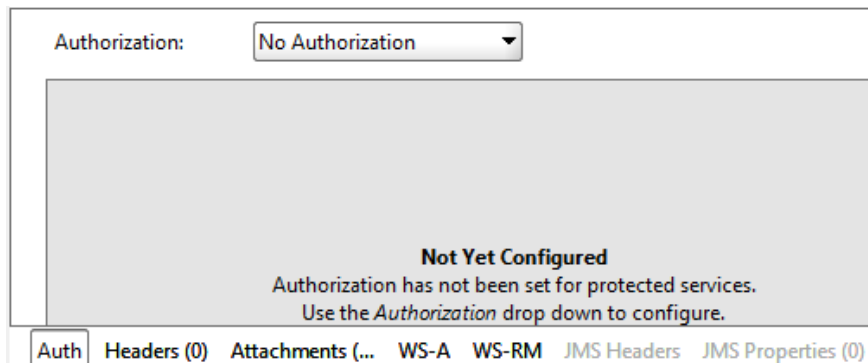 Authorization: No Authorization
Not Yet Configured
Authorization has not been set for protected services.
Use the Authorization drop down to configure.
Auth Headers (0) Attachments (... WS-A WS-RM JMS Headers JMS Properties (0)